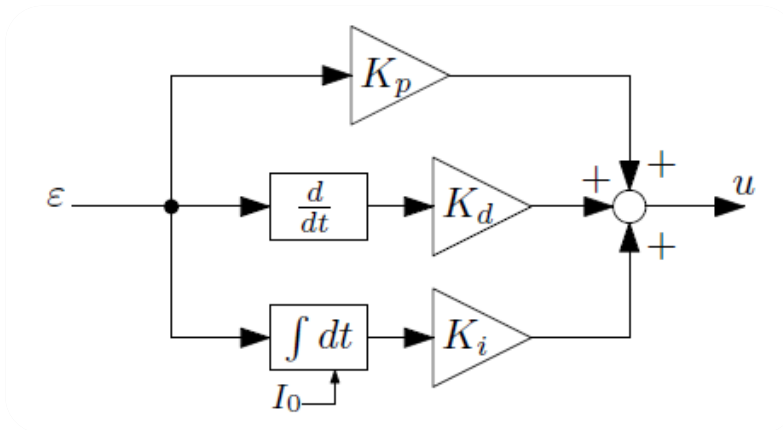 K_p
+
ε
d/dt
K_d
+
u
+
∫ dt
K_i
I_0